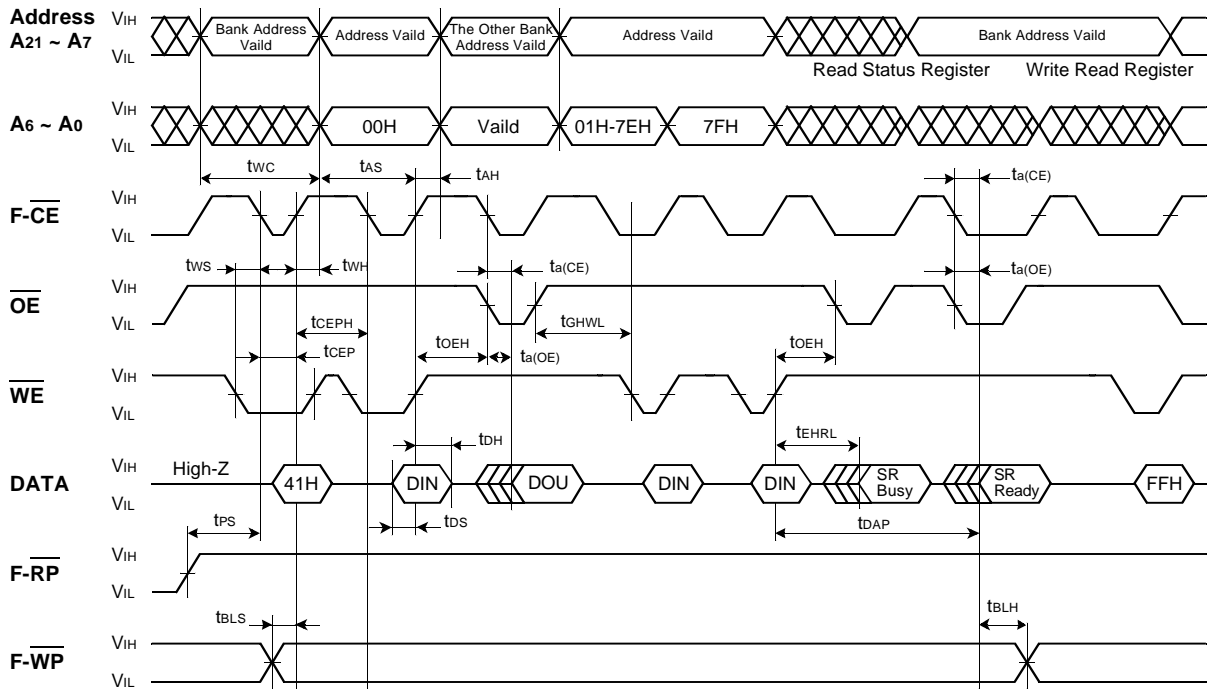 Address
A21 ~ A7
VIH
VIL
Bank Address
Vaild
Address Vaild
The Other Bank
Address Vaild
Address Vaild
Bank Address Vaild
Read Status Register
Write Read Register
A6 ~ A0
VIH
VIL
00H
Vaild
01H-7EH
7FH
tWC
tAS
tAH
ta(CE)
F-CE
VIH
VIL
tWS
tWH
ta(CE)
ta(OE)
OE
VIH
VIL
tCEPH
tGHWL
tCEP
tOEH
ta(OE)
tOEH
WE
VIH
VIL
tDH
tEHRL
DATA
VIH
VIL
High-Z
41H
DIN
DOU
DIN
DIN
SR
Busy
SR
Ready
FFH
tPS
tDS
tDAP
F-RP
VIH
VIL
tBLS
tBLH
F-WP
VIH
VIL